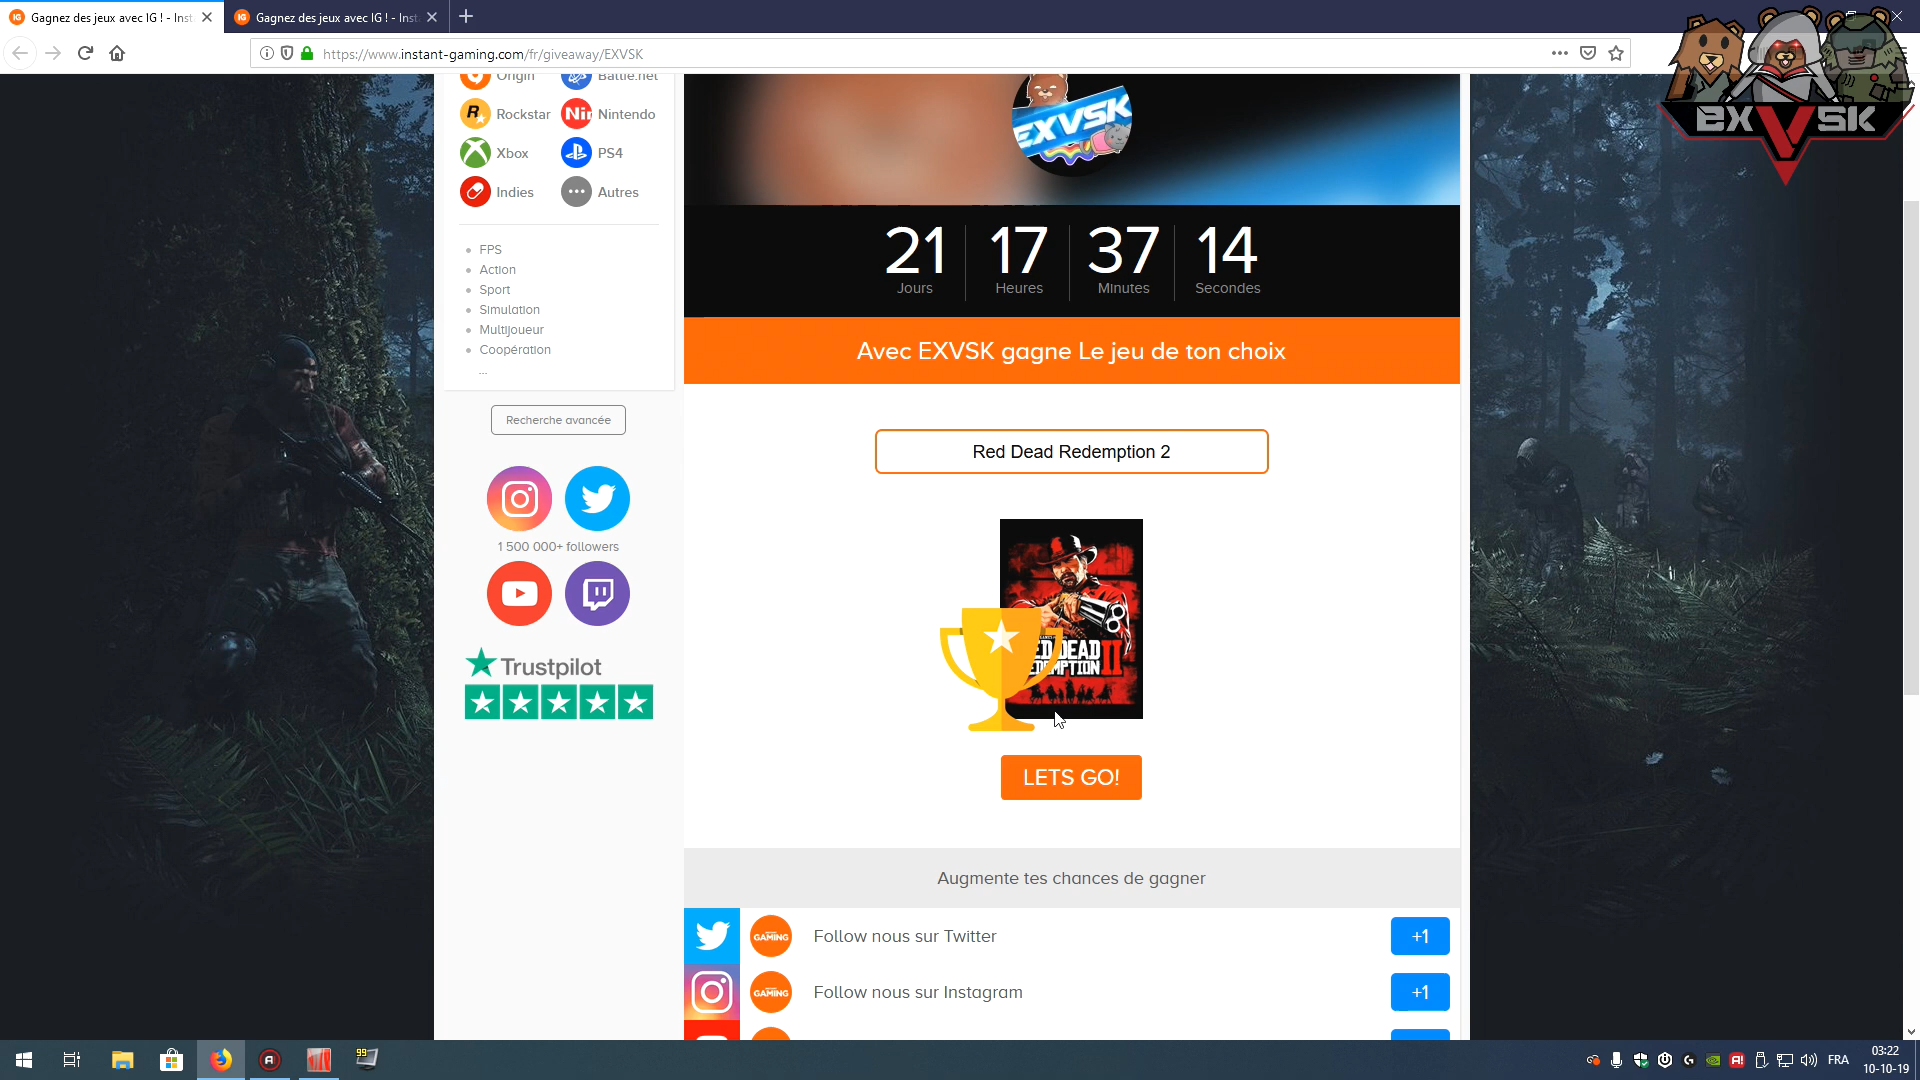 Gagnez des jeux avec IG ! - Inst
Gagnez des jeux avec IG ! - Inst
https://www.instant-gaming.com/fr/giveaway/EXVSK
EXVSK
Origin
Battle.net
Rockstar
Nintendo
Xbox
PS4
Indies
Autres
FPS
Action
Sport
Simulation
Multijoueur
Coopération
...
Recherche avancée
1 500 000+ followers
Trustpilot
EXVSK
21 17 37 14
Jours Heures Minutes Secondes
Avec EXVSK gagne Le jeu de ton choix
Red Dead Redemption 2
LETS GO!
Augmente tes chances de gagner
GAMING
Follow nous sur Twitter
+1
GAMING
Follow nous sur Instagram
+1
99
FRA
03:22
10-10-19